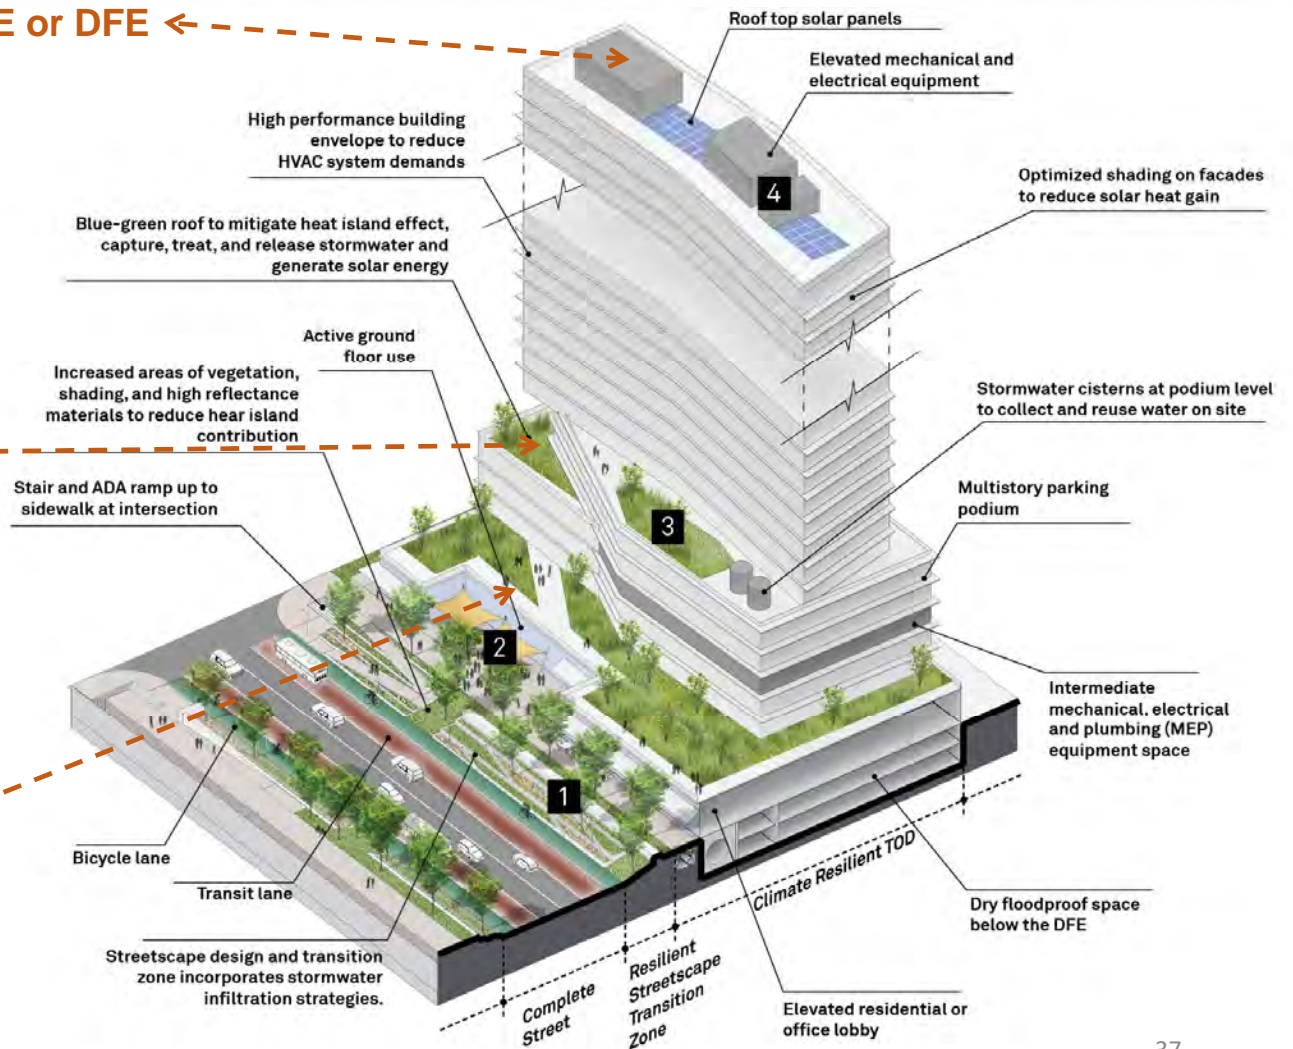 E or DFE
Roof top solar panels
Elevated mechanical and
electrical equipment
High performance building
envelope to reduce
HVAC system demands
Optimized shading on facades
to reduce solar heat gain
4
Blue-green roof to mitigate heat island effect,
capture, treat, and release stormwater and
generate solar energy
Active ground
floor use
Increased areas of vegetation,
shading, and high reflectance
materials to reduce hear island
contribution
Stormwater cisterns at podium level
to collect and reuse water on site
Stair and ADA ramp up to
sidewalk at intersection
Multistory parking
podium
3
2
Intermediate
mechanical, electrical
and plumbing (MEP)
equipment space
1
Bicycle lane
Transit lane
Climate Resilient TOD
Dry floodproof space
below the DFE
Streetscape design and transition
zone incorporates stormwater
infiltration strategies.
Complete
Street
Resilient
Streetscape
Transition
Zone
Elevated residential or
office lobby
37